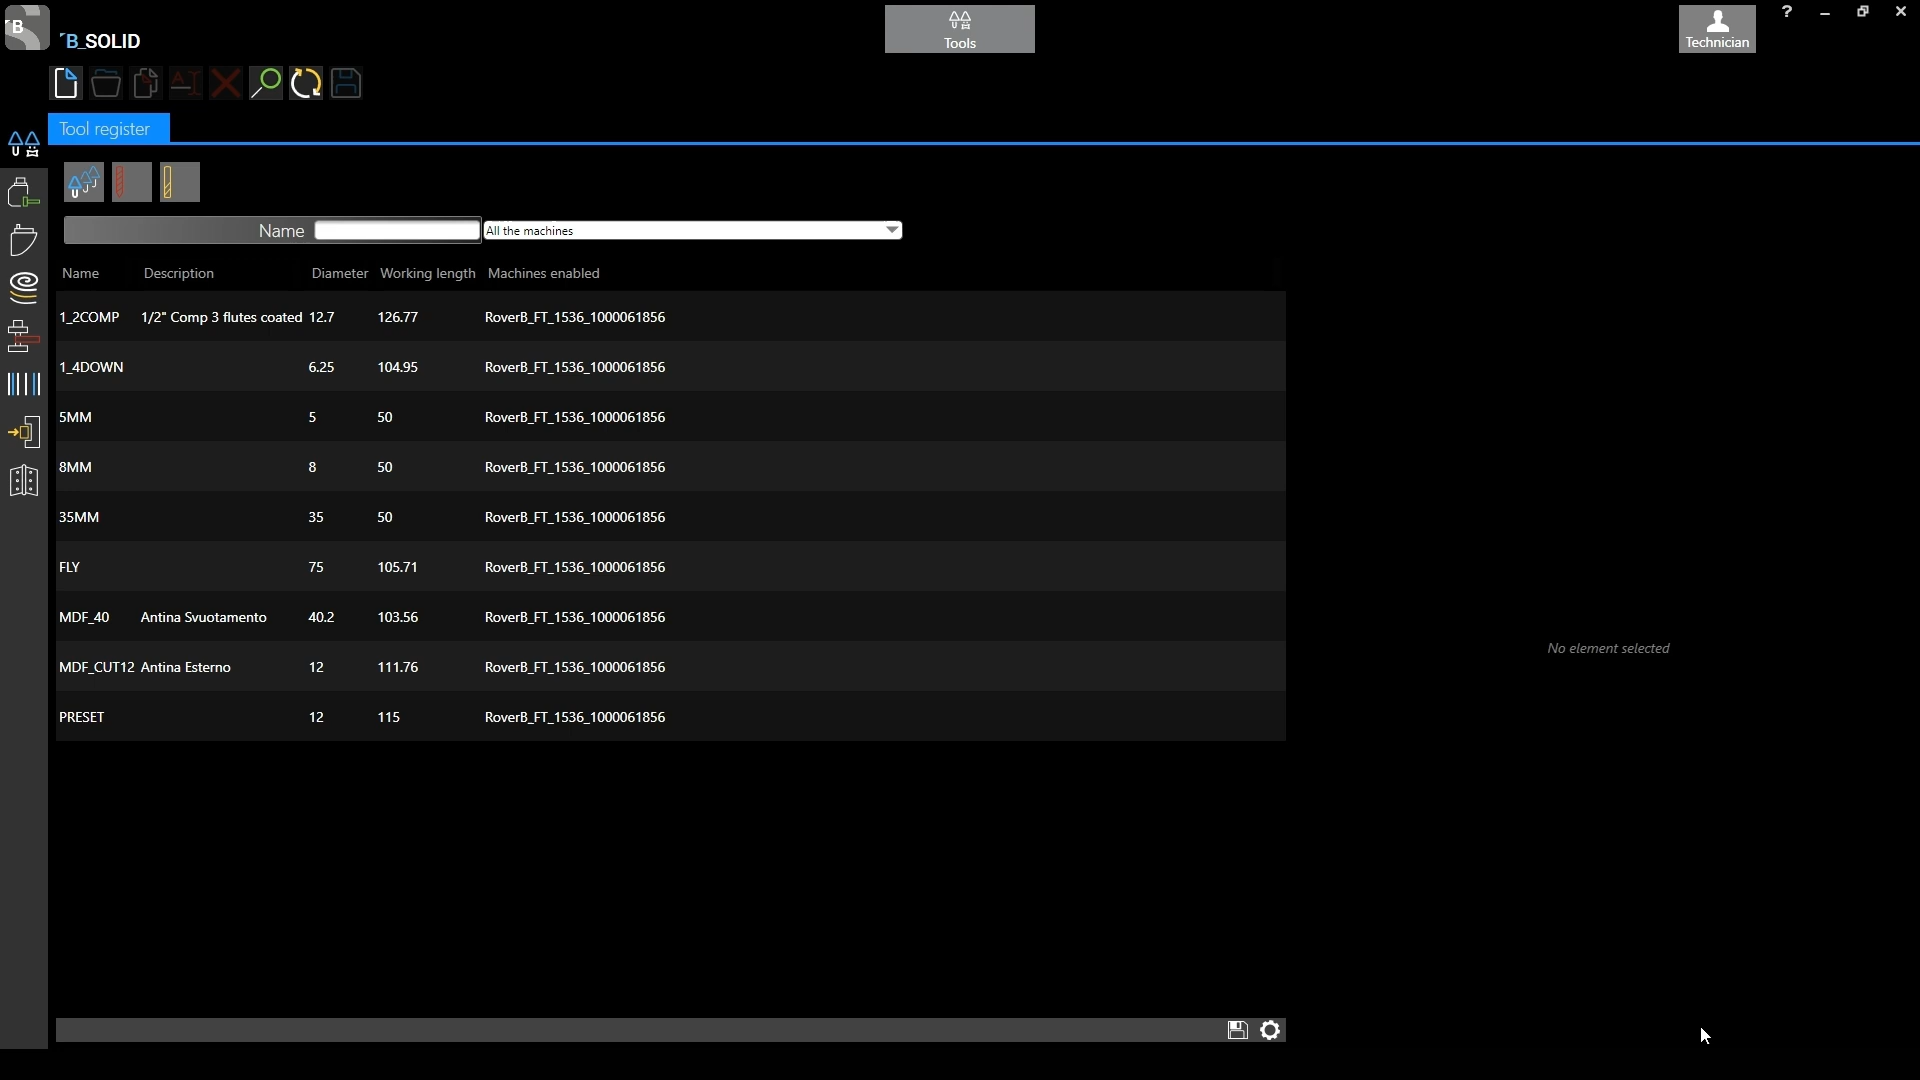 B_SOLID
Tools
Technician
Tool register
Name
All the machines
Name Description Diameter Working length Machines enabled
1_2COMP 1/2" Comp 3 flutes coated 12.7 126.77 RoverB_FT_1536_1000061856
1_4DOWN 6.25 104.95 RoverB_FT_1536_1000061856
5MM 5 50 RoverB_FT_1536_1000061856
8MM 8 50 RoverB_FT_1536_1000061856
35MM 35 50 RoverB_FT_1536_1000061856
FLY 75 105.71 RoverB_FT_1536_1000061856
MDF_40 Antina Svuotamento 40.2 103.56 RoverB_FT_1536_1000061856
No element selected
MDF_CUT12 Antina Esterno 12 111.76 RoverB_FT_1536_1000061856
PRESET 12 115 RoverB_FT_1536_1000061856